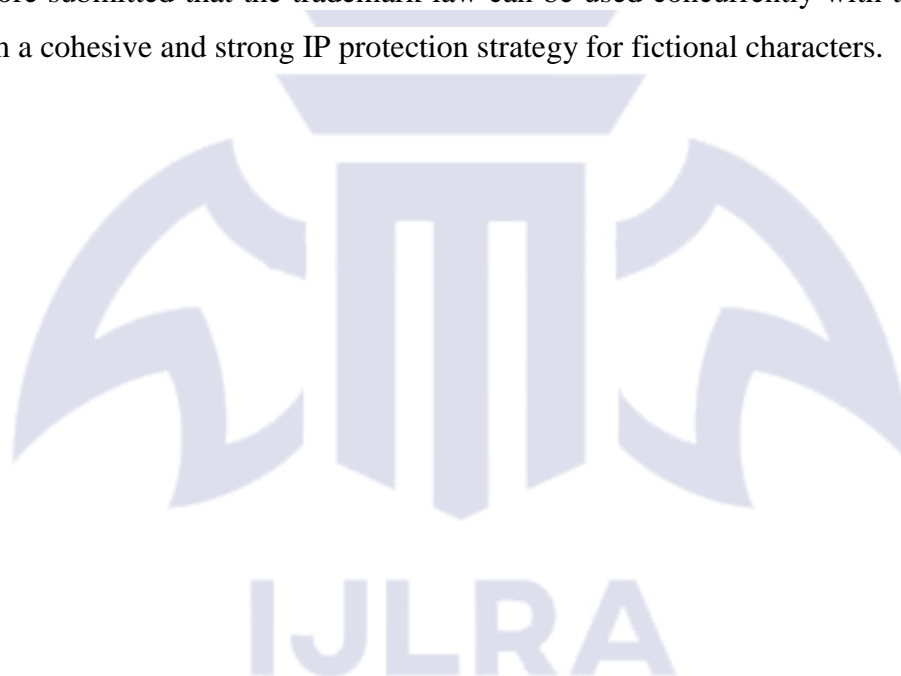 submitted that the trademark law can be used concurrently with
a cohesive and strong IP protection strategy for fictional characters.
IJLRA